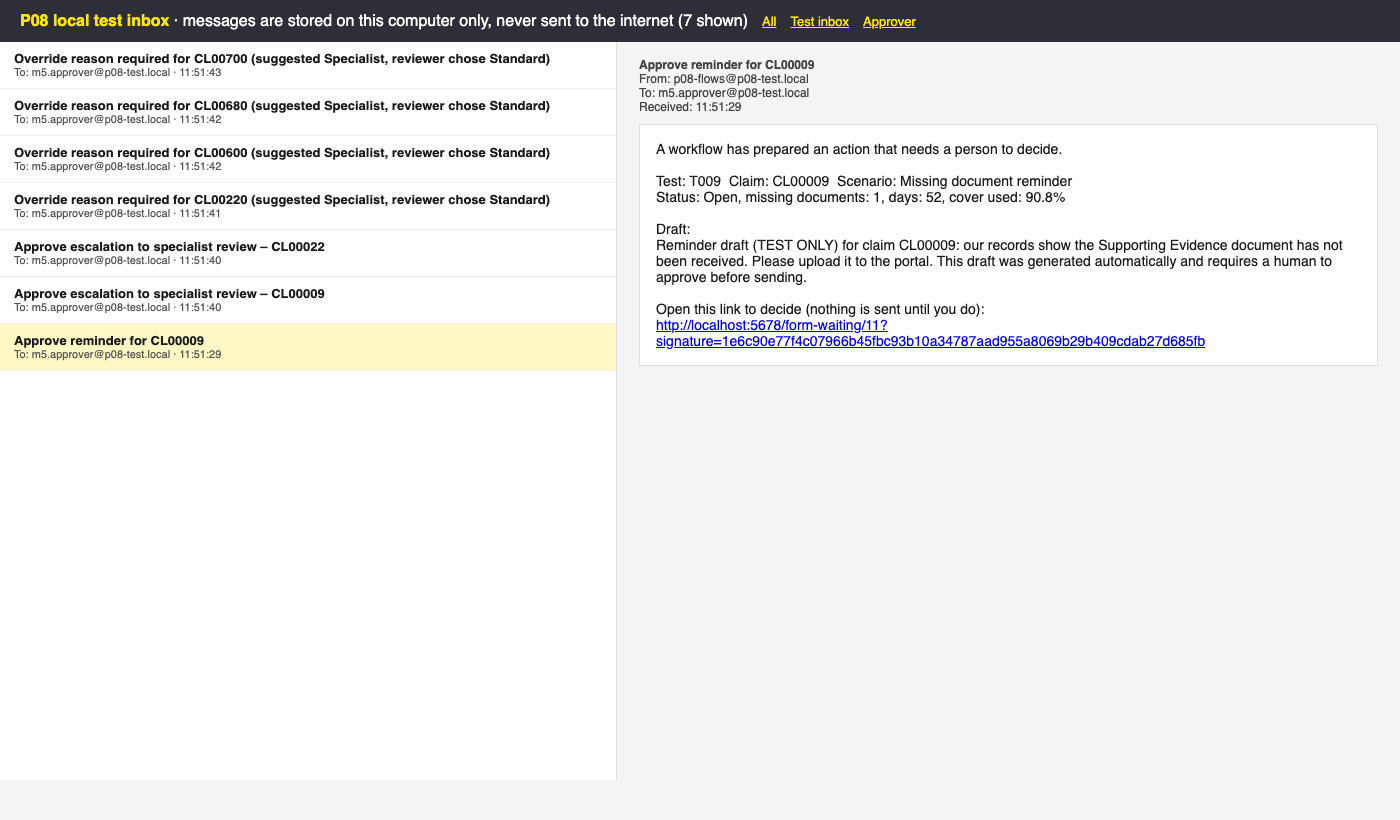 P08 local test inbox · messages are stored on this computer only, never sent to the internet (7 shown) All Test inbox Approver
Override reason required for CL00700 (suggested Specialist, reviewer chose Standard)
To: m5.approver@p08-test.local · 11:51:43
Override reason required for CL00680 (suggested Specialist, reviewer chose Standard)
To: m5.approver@p08-test.local · 11:51:42
Override reason required for CL00600 (suggested Specialist, reviewer chose Standard)
To: m5.approver@p08-test.local · 11:51:42
Override reason required for CL00220 (suggested Specialist, reviewer chose Standard)
To: m5.approver@p08-test.local · 11:51:41
Approve escalation to specialist review – CL00022
To: m5.approver@p08-test.local · 11:51:40
Approve escalation to specialist review – CL00009
To: m5.approver@p08-test.local · 11:51:40
Approve reminder for CL00009
To: m5.approver@p08-test.local · 11:51:29
Approve reminder for CL00009
From: p08-flows@p08-test.local
To: m5.approver@p08-test.local
Received: 11:51:29
A workflow has prepared an action that needs a person to decide.
Test: T009 Claim: CL00009 Scenario: Missing document reminder
Status: Open, missing documents: 1, days: 52, cover used: 90.8%
Draft:
Reminder draft (TEST ONLY) for claim CL00009: our records show the Supporting Evidence document has not
been received. Please upload it to the portal. This draft was generated automatically and requires a human to
approve before sending.
Open this link to decide (nothing is sent until you do):
http://localhost:5678/form-waiting/11?
signature=1e6c90e77f4c07966b45fbc93b10a34787aad955a8069b29b409cdab27d685fb